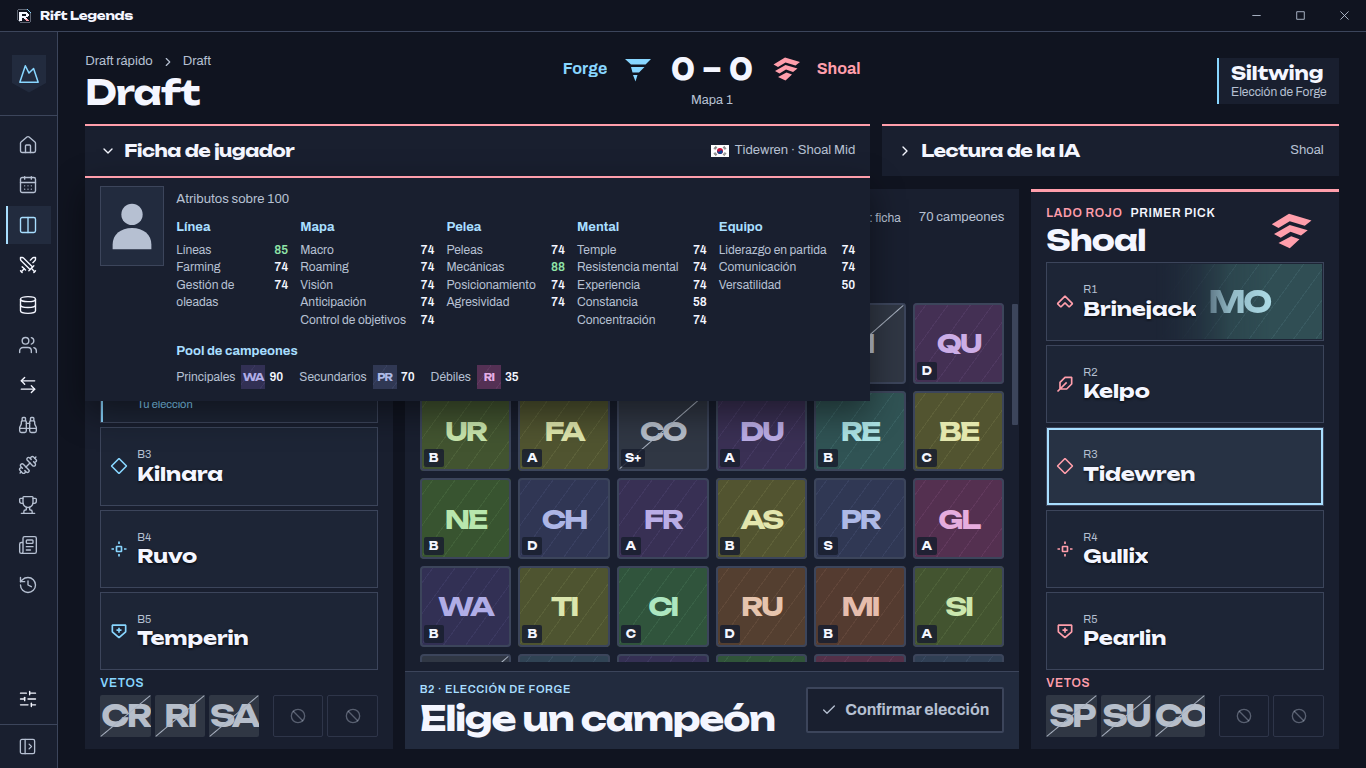 Rift Legends
Draft rápido > Draft
Draft
Forge 0 – 0 Shoal
Mapa 1
Siltwing
Elección de Forge
Ficha de jugador
Tidewren · Shoal Mid
Lectura de la IA
Shoal
Atributos sobre 100
Línea
Líneas 85
Farming 74
Gestión de oleadas 74
Mapa
Macro 74
Roaming 74
Visión 74
Anticipación 74
Control de objetivos 74
Pelea
Peleas 74
Mecánicas 88
Posicionamiento 74
Agresividad 74
Mental
Temple 74
Resistencia mental 74
Experiencia 74
Constancia 58
Concentración 74
Equipo
Liderazgo en partida 74
Comunicación 74
Versatilidad 50
Pool de campeones
Principales WA 90 Secundarios PR 70 Débiles RI 35
: ficha 70 campeones
Tu elección
B3
Kilnara
B4
Ruvo
B5
Temperin
VETOS
CR RI SA
QU D
UR B FA A CO S+ DU A RE B BE C
NE B CH D FR A AS B PR S GL A
WA B TI B CI C RU D MI B SI A
B2 · ELECCIÓN DE FORGE
Elige un campeón
Confirmar elección
LADO ROJO PRIMER PICK
Shoal
R1
Brinejack MO
R2
Kelpo
R3
Tidewren
R4
Gullix
R5
Pearlin
VETOS
SP SU CO